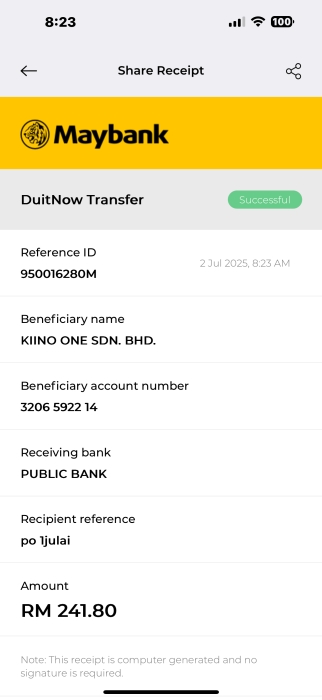 8:23
100
Share Receipt
Maybank
DuitNow Transfer
Successful
Reference ID
2 Jul 2025, 8:23 AM
950016280M
Beneficiary name
KIINO ONE SDN. BHD.
Beneficiary account number
3206 5922 14
Receiving bank
PUBLIC BANK
Recipient reference
po 1julai
Amount
RM 241.80
Note: This receipt is computer generated and no
signature is required.